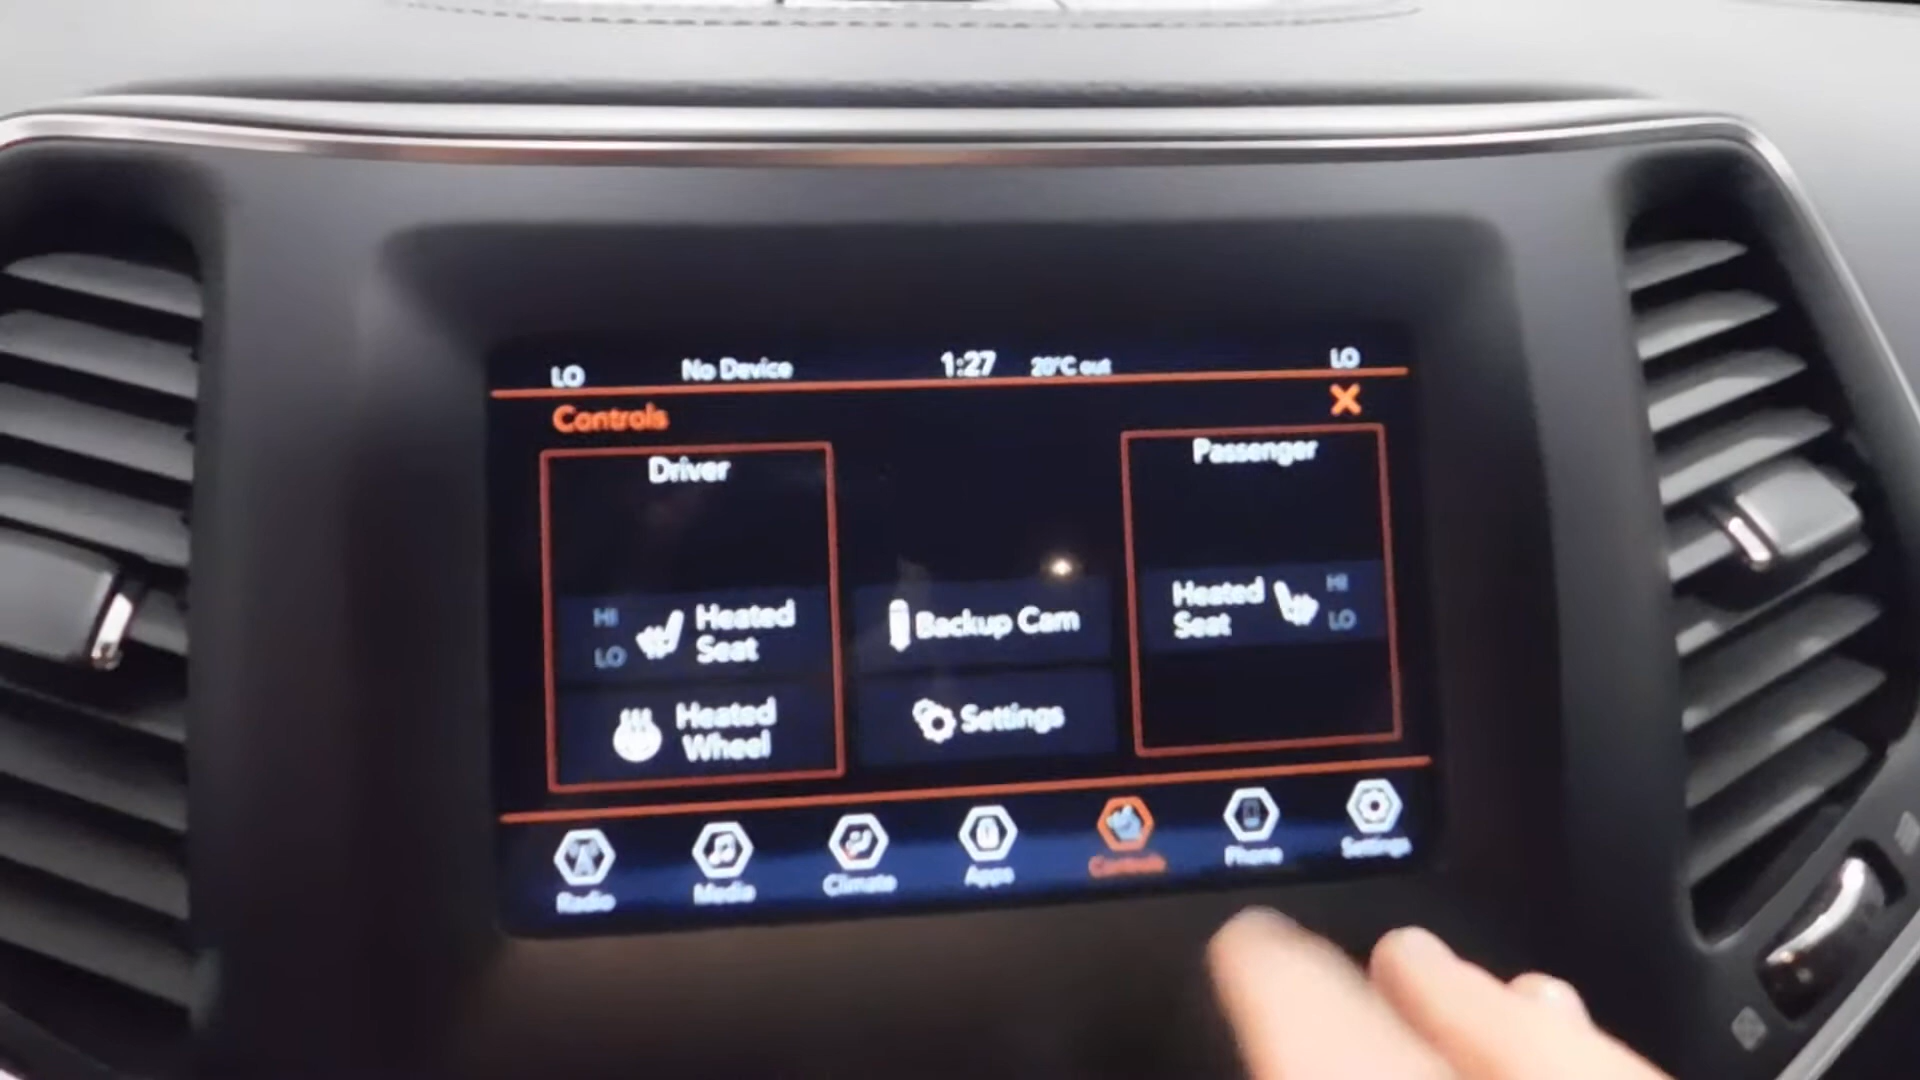 LO No Device 1:27 20°C out LO
Controls
Driver
Passenger
HI
LO
Heated
Seat
Backup Cam
Heated
Seat
HI
LO
Heated
Wheel
Settings
Radio Media Climate Apps Controls Phone Settings